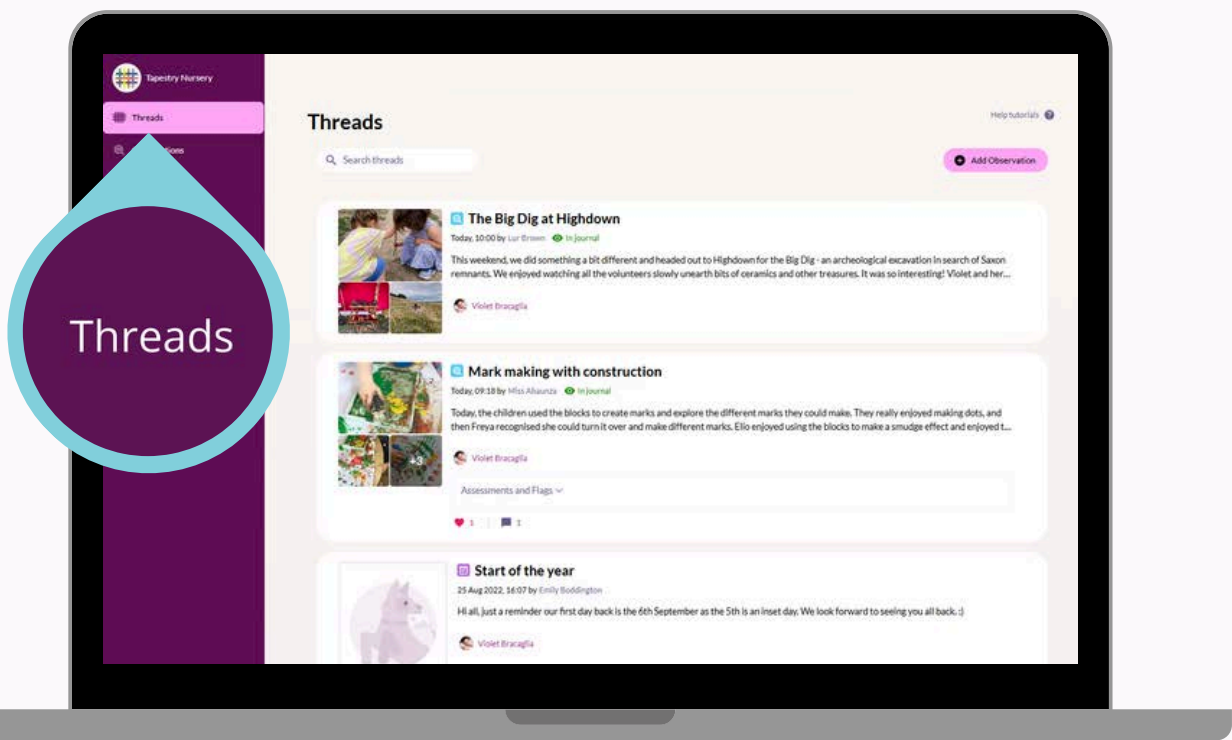 Tapestry Nursery
Threads
Threads
Threads
Help tutorials
Search threads
Add Observation
The Big Dig at Highdown
Today, 10:00 by Brown In journal
This weekend, we did something a bit different and headed out to Highdown for the Big Dig - an archeological excavation in search of Saxon
remnants. We enjoyed watching all the volunteers slowly unearth bits of ceramics and other treasures. It was so interesting! Violet and her...
Violet Bracaglia
Mark making with construction
Today, 09:18 by Miss In journal
Today, the children used the blocks to create marks and explore the different marks they could make. They really enjoyed making dots, and
then Freya recognised she could turn it over and make different marks. Elio enjoyed using the blocks to make a smudge effect and enjoyed t...
+3
Violet Bracaglia
Assessments and Flags
1 1
Start of the year
25 Aug 2022, 16:07 by Emily Boddington
Hi all, just a reminder our first day back is the 6th September as the 5th is an inset day. We look forward to seeing you all back. :)
Violet Bracaglia